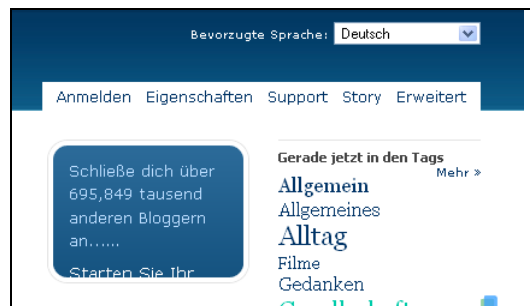 Bevorzugte Sprache: Deutsch
Anmelden Eigenschaften Support Story Erweitert
Schließe dich über
695,849 tausend
anderen Bloggern
an......
Starten Sie Ihr
Gerade jetzt in den Tags
Mehr »
Allgemein
Allgemeines
Alltag
Filme
Gedanken